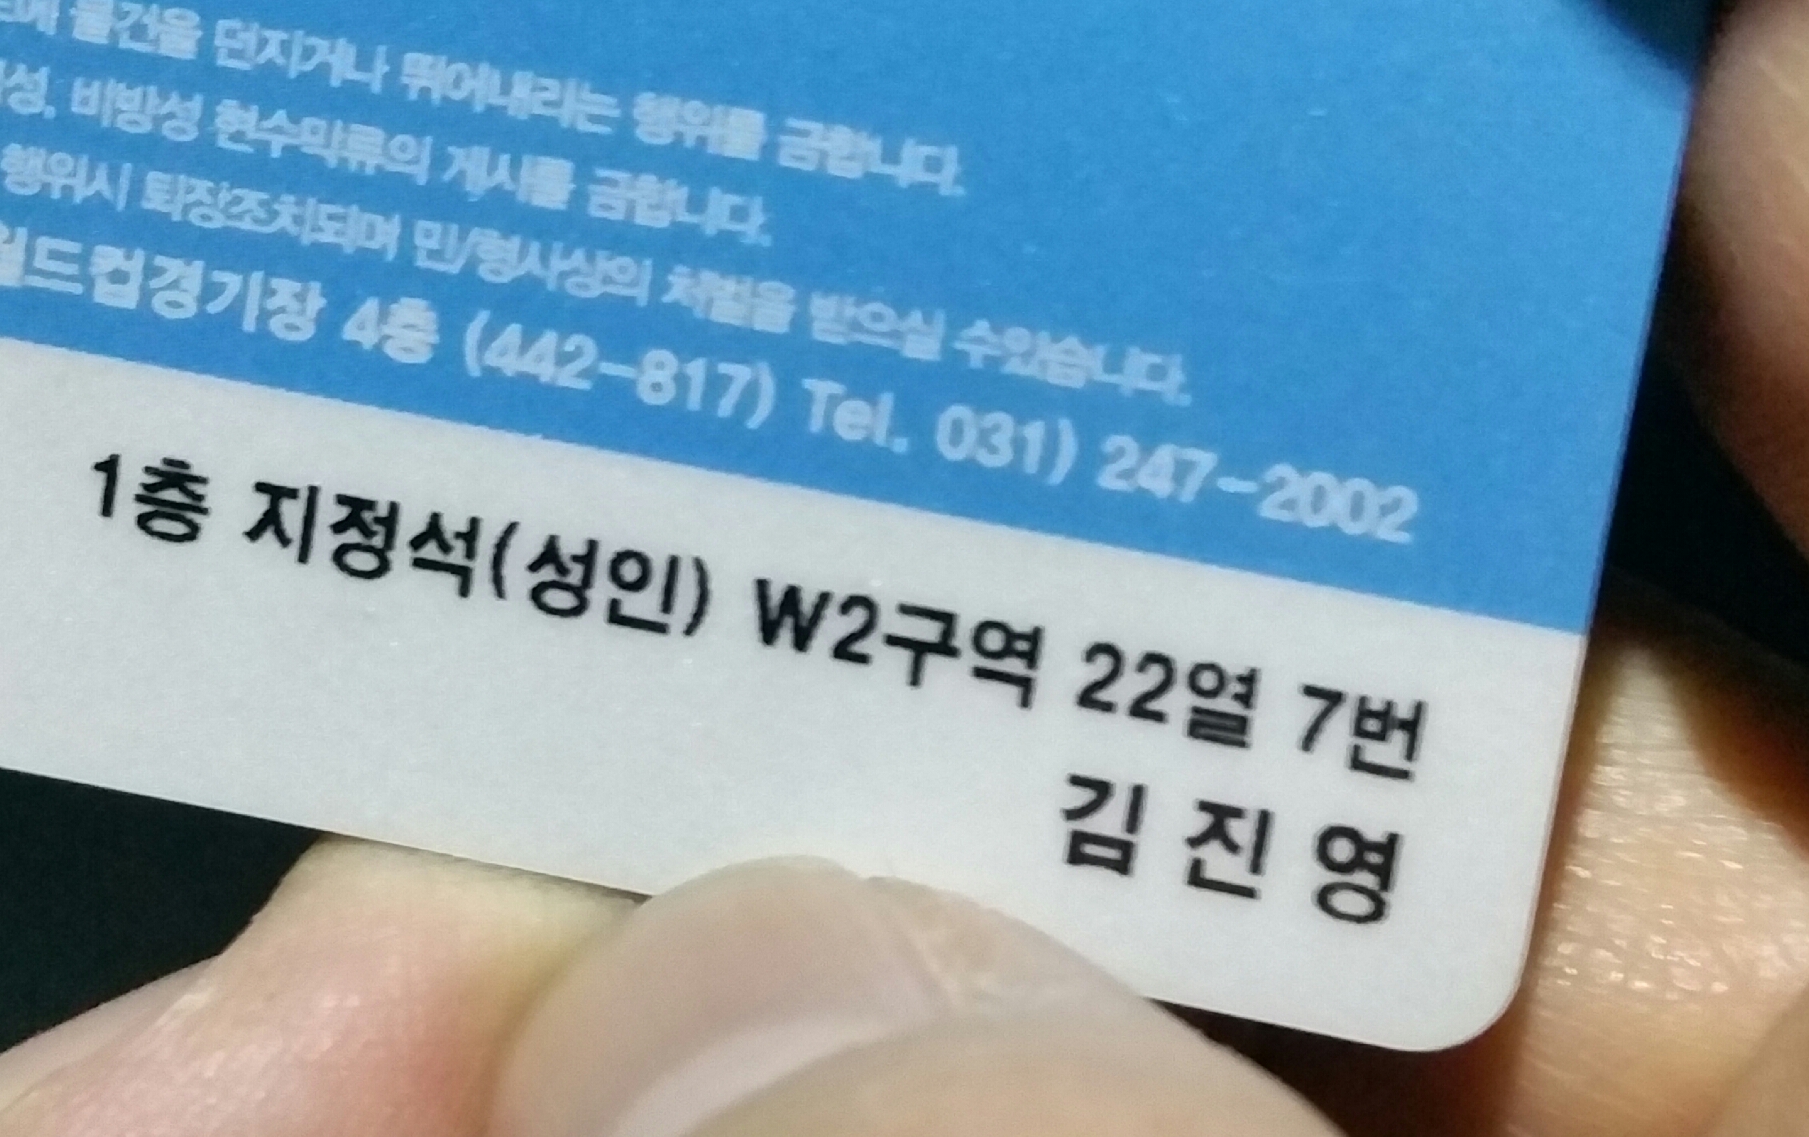 물건을 던지거나 뛰어내리는 행위를 금합니다.
비방성 현수막류의 게시를 금합니다.
행위시 퇴장조치되며 민/형사상의 처벌을 받으실 수있습니다.
월드컵경기장 4층 (442-817) Tel. 031) 247-2002
1층 지정석(성인) W2구역 22열 7번
김 진 영